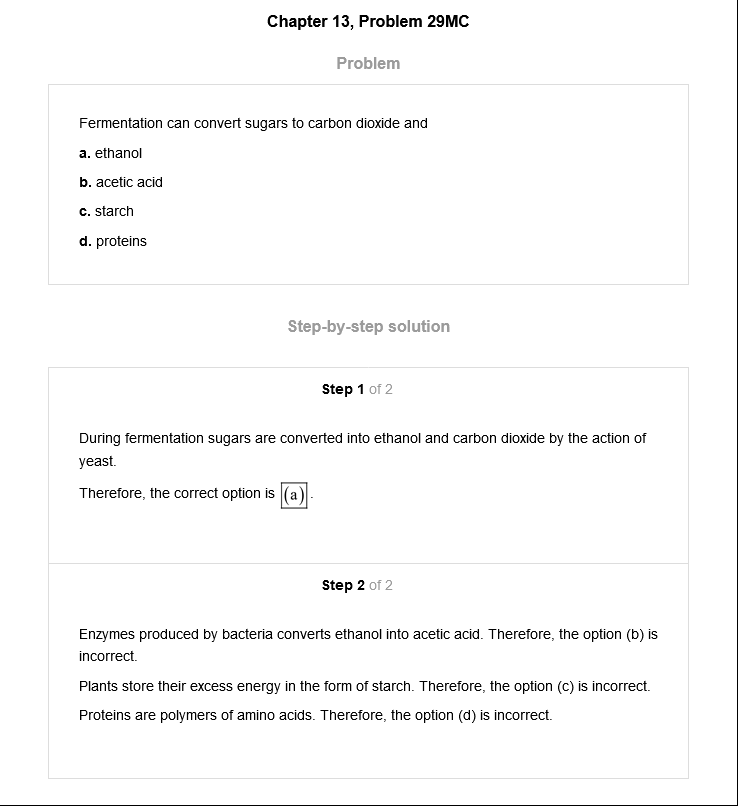 Chapter 13, Problem 29MC
Problem
Fermentation can convert sugars to carbon dioxide and
a. ethanol
b. acetic acid
c. starch
d. proteins
Step-by-step solution
Step 1 of 2
During fermentation sugars are converted into ethanol and carbon dioxide by the action of
yeast.
Therefore, the correct option is (a).
Step 2 of 2
Enzymes produced by bacteria converts ethanol into acetic acid. Therefore, the option (b) is
incorrect.
Plants store their excess energy in the form of starch. Therefore, the option (c) is incorrect.
Proteins are polymers of amino acids. Therefore, the option (d) is incorrect.